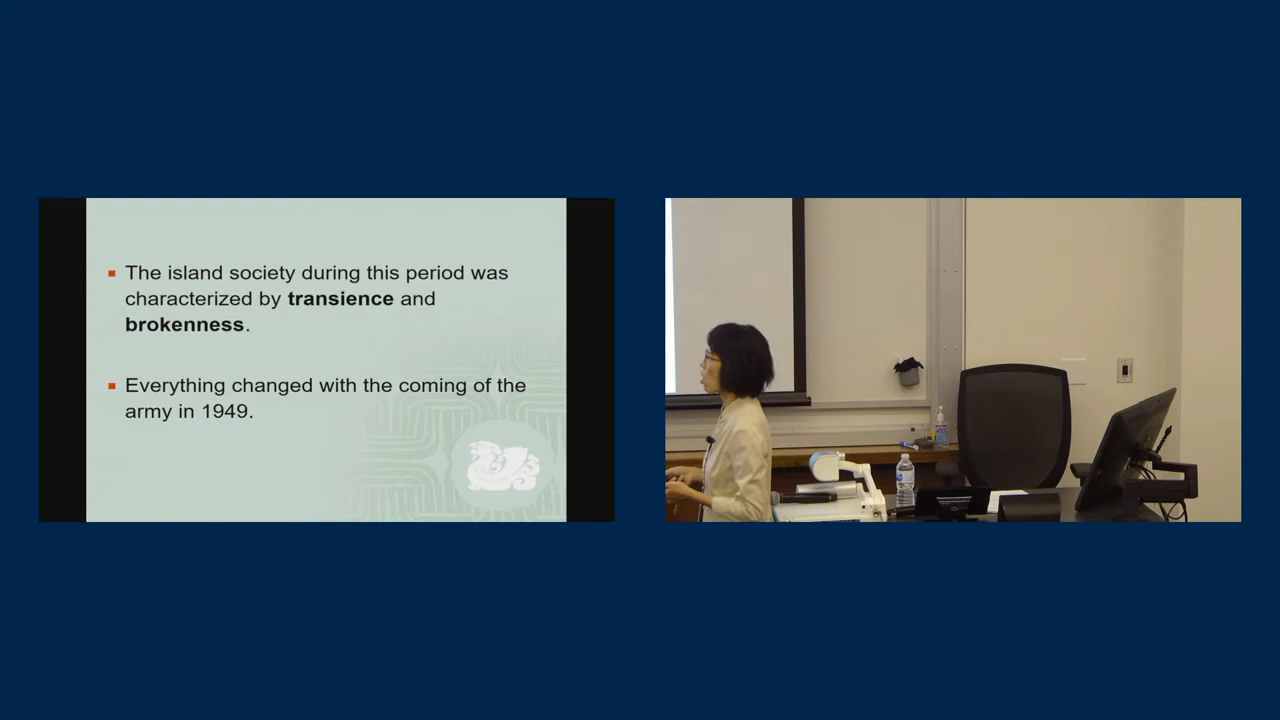 The island society during this period was
characterized by transience and
brokenness.
Everything changed with the coming of the
army in 1949.